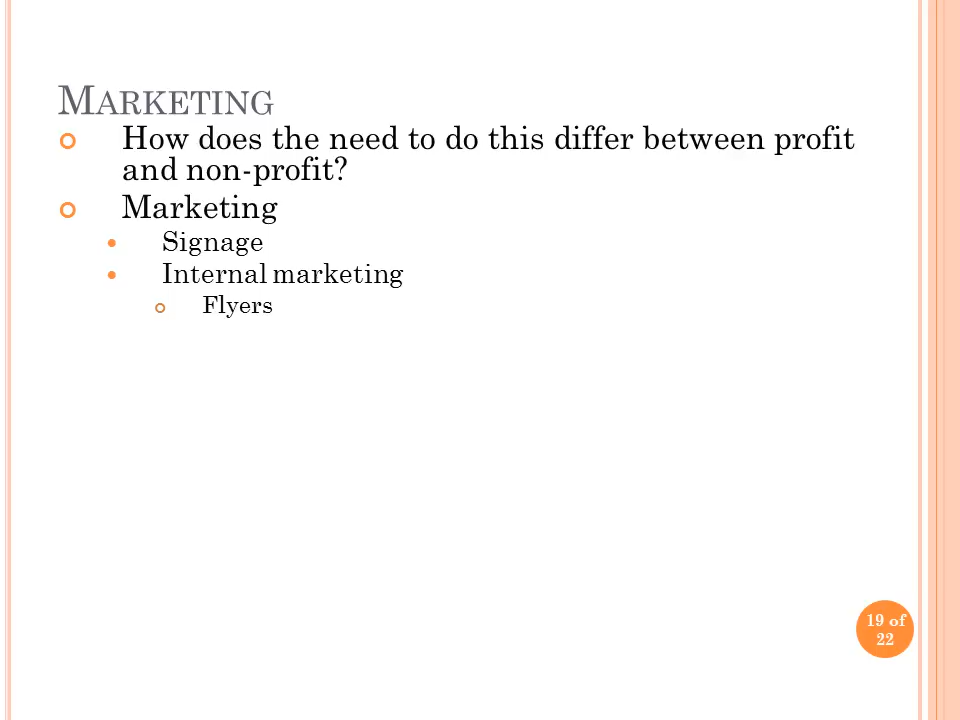 MARKETING
How does the need to do this differ between profit
and non-profit?
Marketing
Signage
Internal marketing
Flyers
19 of
22